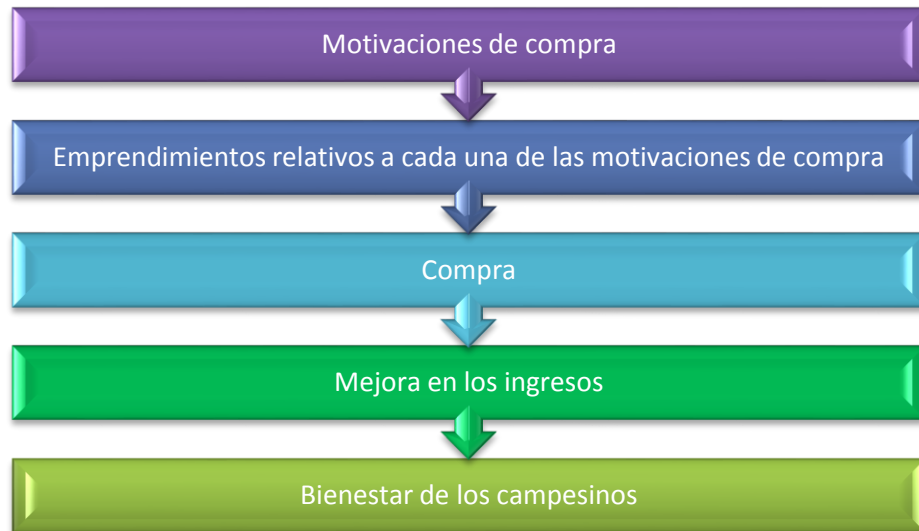 Motivaciones de compra
Emprendimientos relativos a cada una de las motivaciones de compra
Compra
Mejora en los ingresos
Bienestar de los campesinos